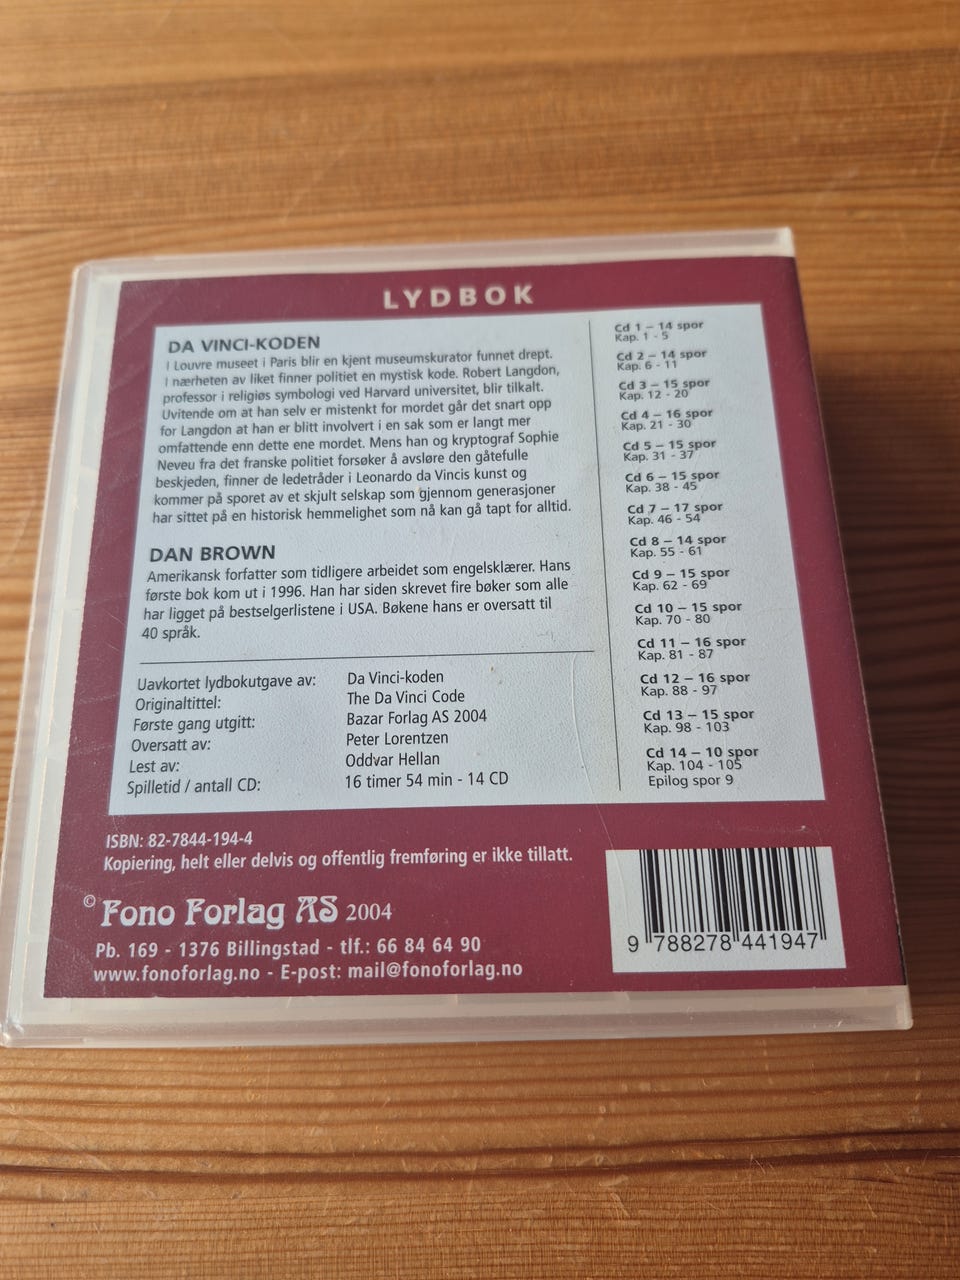 LYDBOK
DA VINCI-KODEN
I Louvre museet i Paris blir en kjent museumskurator funnet drept.
I nærheten av liket finner politiet en mystisk kode. Robert Langdon,
professor i religiøs symbologi ved Harvard universitet, blir tilkalt.
Uvitende om at han selv er mistenkt for mordet går det snart opp
for Langdon at han er blitt involvert i en sak som er langt mer
omfattende enn dette ene mordet. Mens han og kryptograf Sophie
Neveu fra det franske politiet forsøker å avsløre den gåtefulle
beskjeden, finner de ledetråder i Leonardo da Vincis kunst og
kommer på sporet av et skjult selskap som gjennom generasjoner
har sittet på en historisk hemmelighet som nå kan gå tapt for alltid.
DAN BROWN
Amerikansk forfatter som tidligere arbeidet som engelsklærer. Hans
første bok kom ut i 1996. Han har siden skrevet fire bøker som alle
har ligget på bestselgerlistene i USA. Bøkene hans er oversatt til
40 språk.
Uavkortet lydbokutgave av: Da Vinci-koden
Originaltittel: The Da Vinci Code
Første gang utgitt: Bazar Forlag AS 2004
Oversatt av: Peter Lorentzen
Lest av: Oddvar Hellan
Spilletid / antall CD: 16 timer 54 min - 14 CD
Cd 1 – 14 spor
Kap. 1 - 5
Cd 2 – 14 spor
Kap. 6 - 11
Cd 3 – 15 spor
Kap. 12 - 20
Cd 4 – 16 spor
Kap. 21 - 30
Cd 5 – 15 spor
Kap. 31 - 37
Cd 6 – 15 spor
Kap. 38 - 45
Cd 7 – 17 spor
Kap. 46 - 54
Cd 8 – 14 spor
Kap. 55 - 61
Cd 9 – 15 spor
Kap. 62 - 69
Cd 10 – 15 spor
Kap. 70 - 80
Cd 11 – 16 spor
Kap. 81 - 87
Cd 12 – 16 spor
Kap. 88 - 97
Cd 13 – 15 spor
Kap. 98 - 103
Cd 14 – 10 spor
Kap. 104 - 105
Epilog spor 9
ISBN: 82-7844-194-4
Kopiering, helt eller delvis og offentlig fremføring er ikke tillatt.
© Fono Forlag AS 2004
Pb. 169 - 1376 Billingstad - tlf.: 66 84 64 90
www.fonoforlag.no - E-post: mail@fonoforlag.no
9 788278 441947